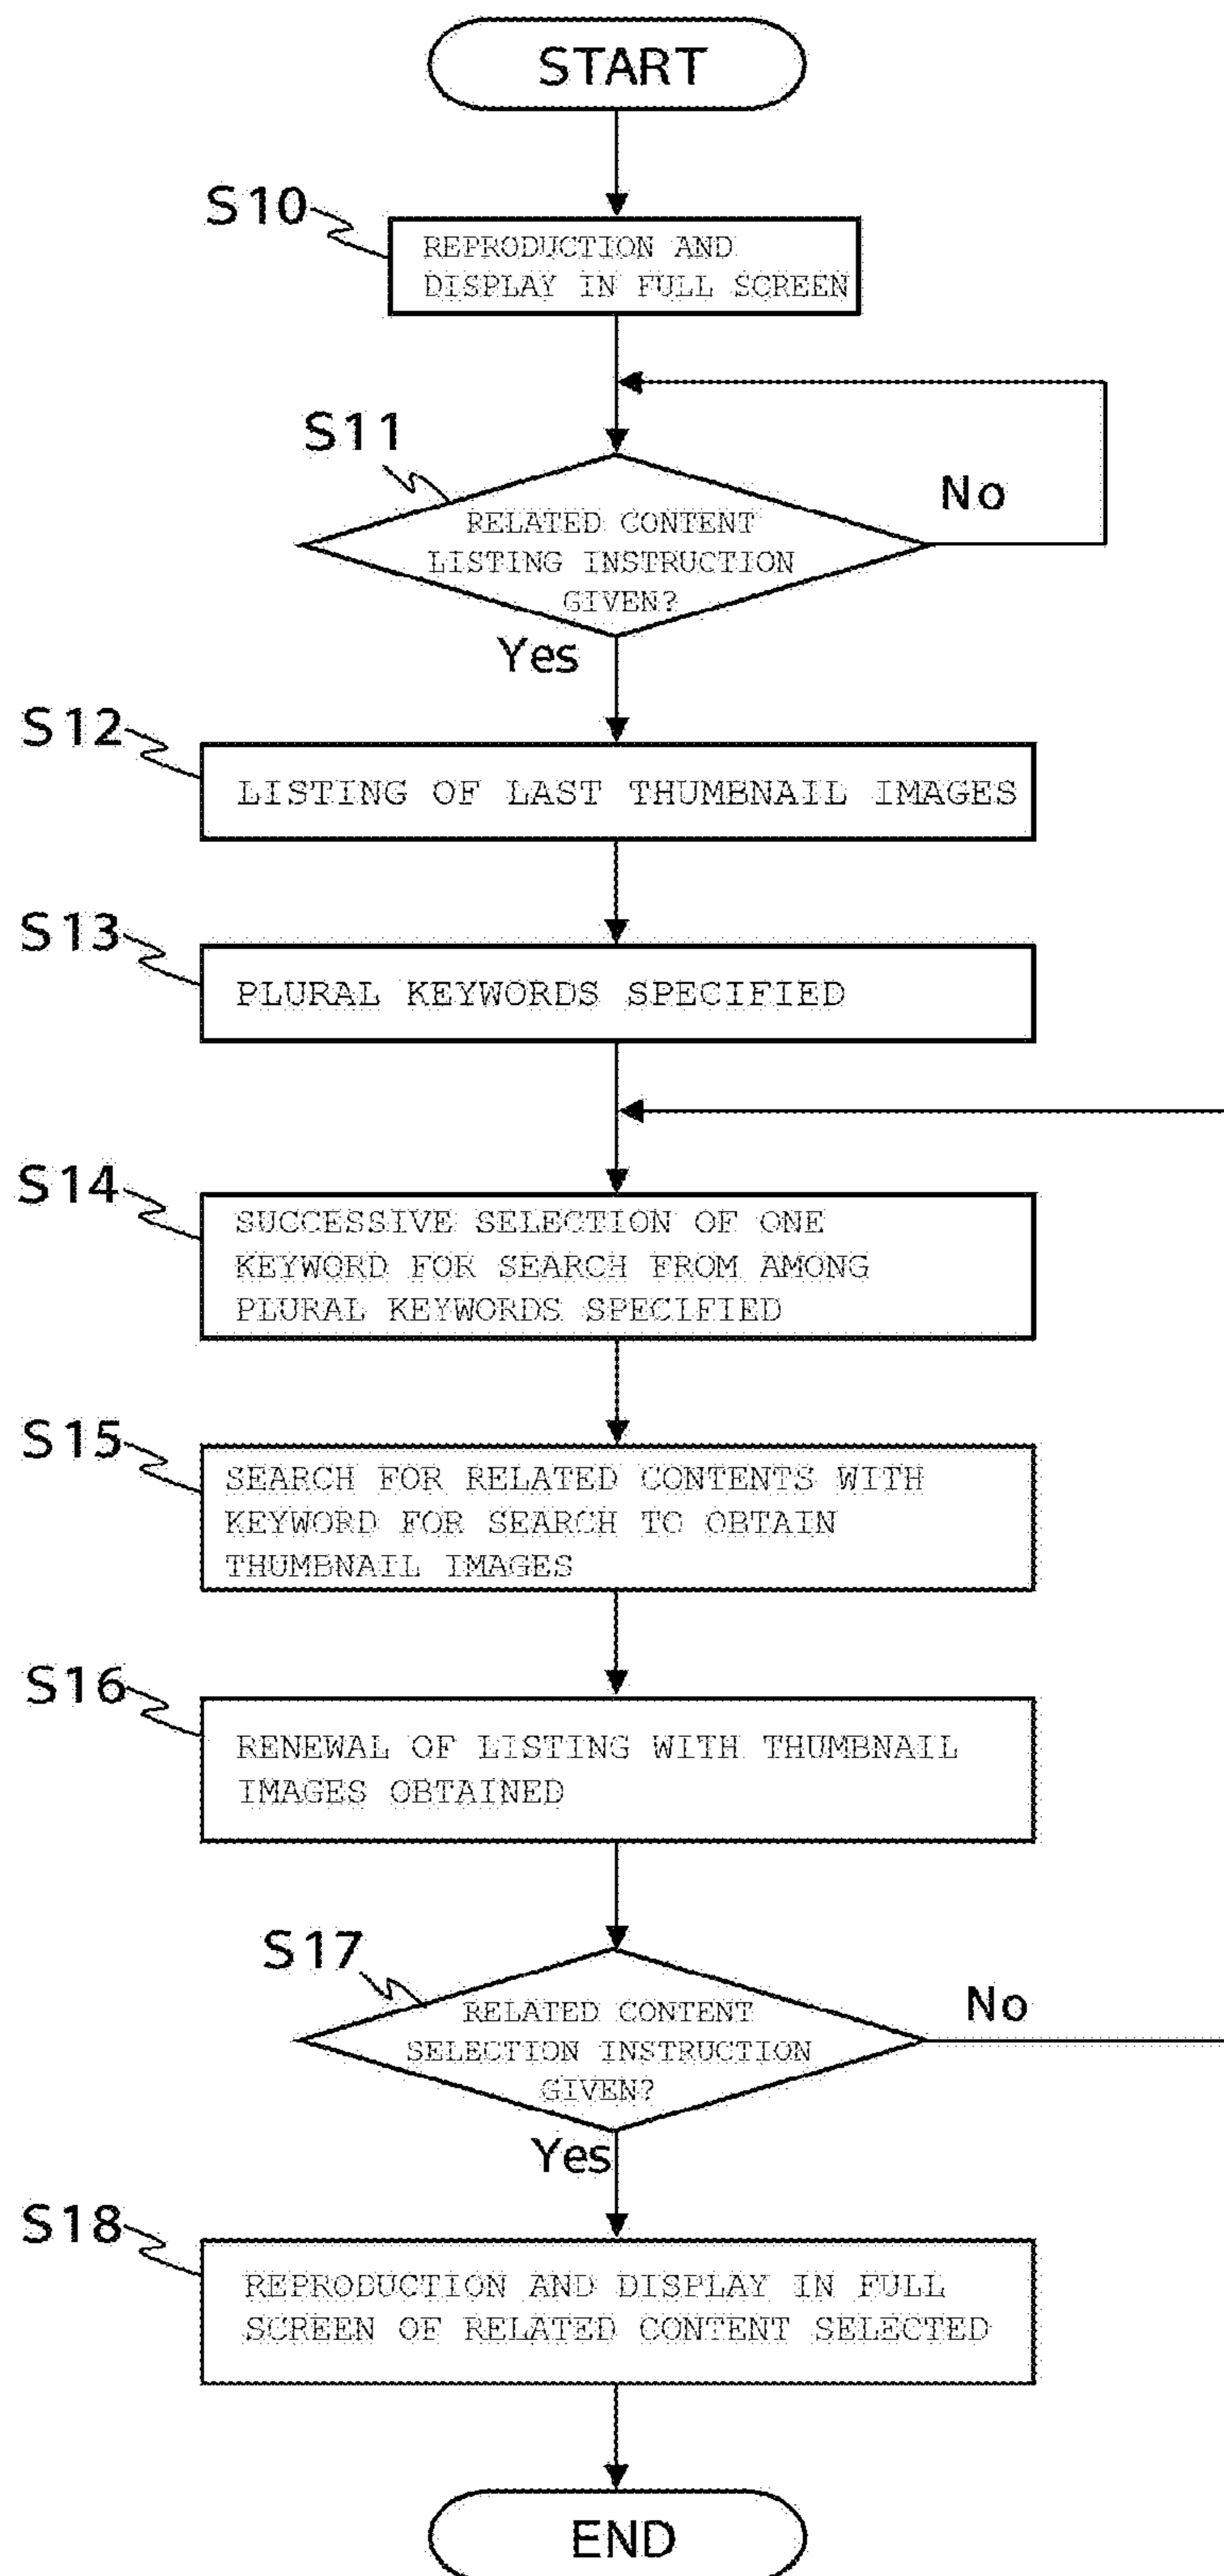 START
S10
REPRODUCTION AND
DISPLAY IN FULL SCREEN
S11
No
RELATED CONTENT
LISTING INSTRUCTION
GIVEN?
Yes
S12
LISTING OF LAST THUMBNAIL IMAGES
S13
PLURAL KEYWORDS SPECIFIED
S14
SUCCESSIVE SELECTION OF ONE
KEYWORD FOR SEARCH FROM AMONG
PLURAL KEYWORDS SPECIFIED
S15
SEARCH FOR RELATED CONTENTS WITH
KEYWORD FOR SEARCH TO OBTAIN
THUMBNAIL IMAGES
S16
RENEWAL OF LISTING WITH THUMBNAIL
IMAGES OBTAINED
S17
No
RELATED CONTENT
SELECTION INSTRUCTION
GIVEN?
Yes
S18
REPRODUCTION AND DISPLAY IN FULL
SCREEN OF RELATED CONTENT SELECTED
END